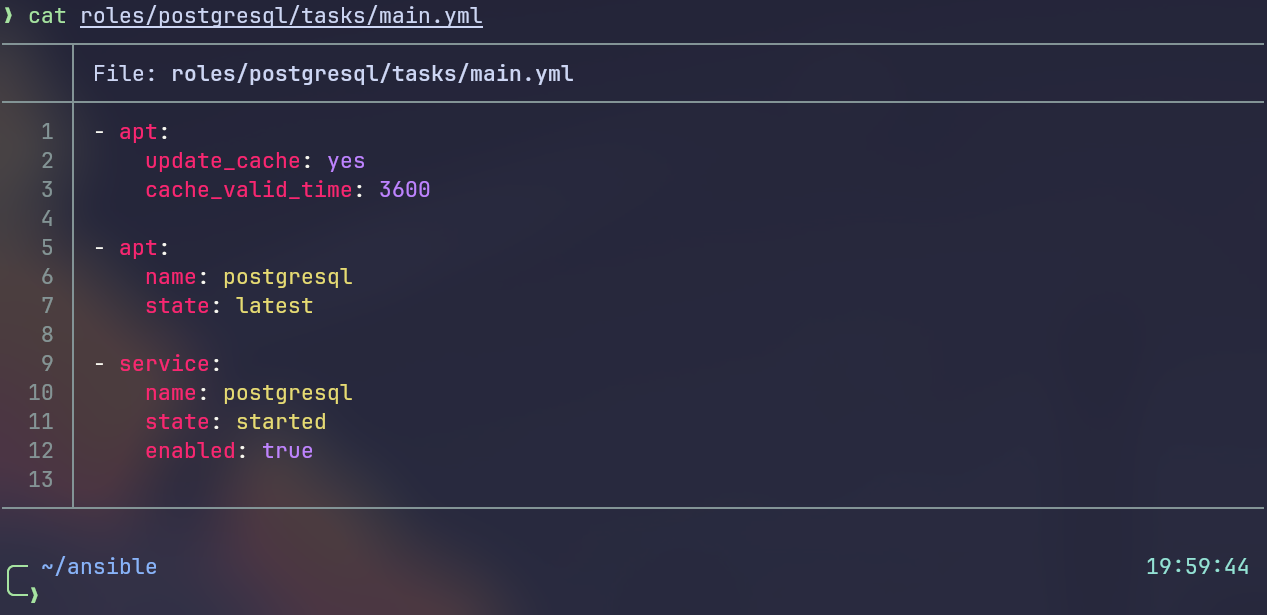 ❯ cat roles/postgresql/tasks/main.yml
File: roles/postgresql/tasks/main.yml
1 - apt:
2     update_cache: yes
3     cache_valid_time: 3600
4
5 - apt:
6     name: postgresql
7     state: latest
8
9 - service:
10     name: postgresql
11     state: started
12     enabled: true
13
~/ansible 19:59:44
❯